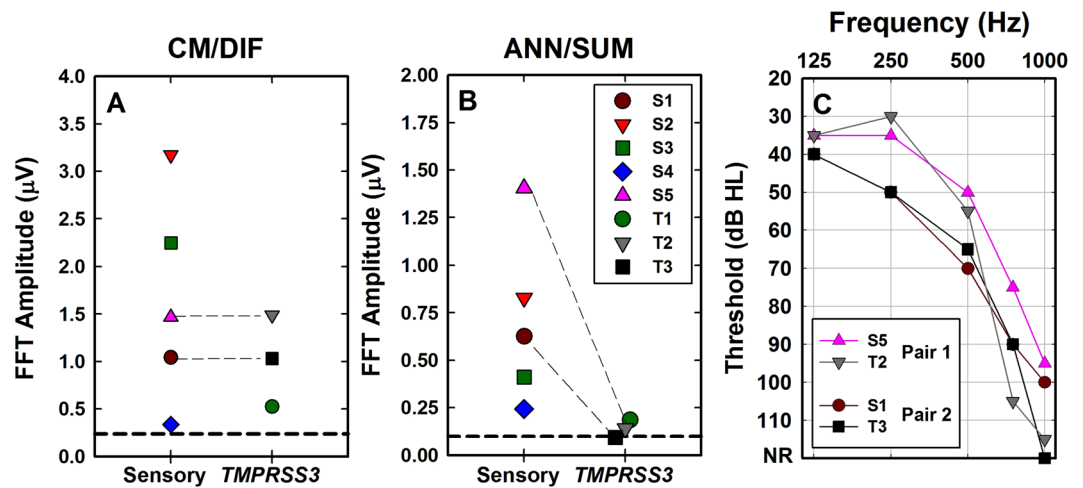 CM/DIF
A
FFT Amplitude (μV)
4.0
3.5
3.0
2.5
2.0
1.5
1.0
0.5
0.0
Sensory
TMPRSS3
ANN/SUM
B
FFT Amplitude (μV)
2.00
1.75
1.50
1.25
1.00
0.75
0.50
0.25
0.00
S1
S2
S3
S4
S5
T1
T2
T3
Sensory
TMPRSS3
Frequency (Hz)
125 250 500 1000
C
Threshold (dB HL)
20
30
40
50
60
70
80
90
100
110
NR
S5
T2
Pair 1
S1
T3
Pair 2